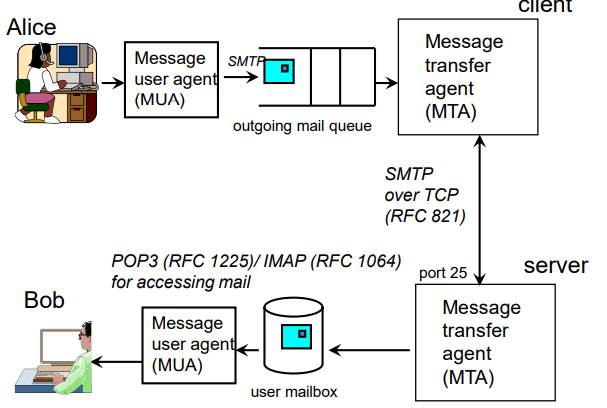 client
Alice
Message
user agent
(MUA)
SMTP
outgoing mail queue
Message
transfer
agent
(MTA)
SMTP
over TCP
(RFC 821)
POP3 (RFC 1225)/ IMAP (RFC 1064)
for accessing mail
port 25
server
Bob
Message
user agent
(MUA)
user mailbox
Message
transfer
agent
(MTA)